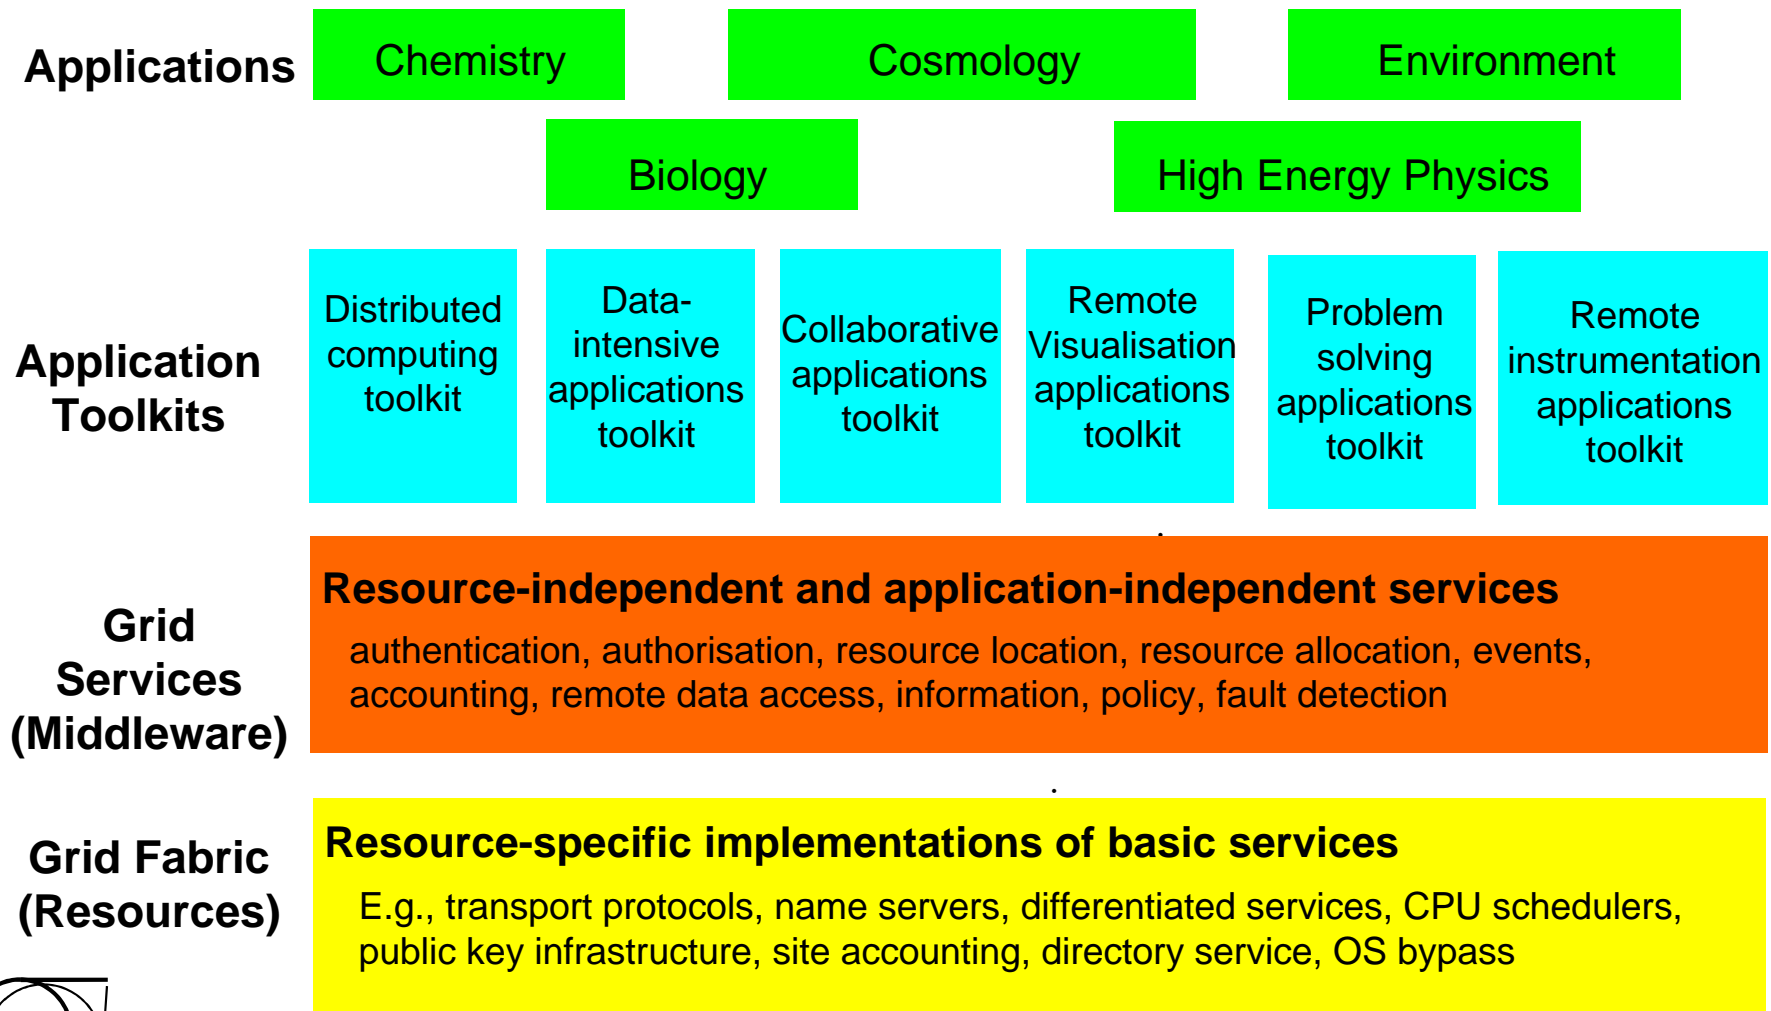 Applications
Chemistry
Cosmology
Environment
Biology
High Energy Physics
Application
Toolkits
Distributed
computing
toolkit
Data-
intensive
applications
toolkit
Collaborative
applications
toolkit
Remote
Visualisation
applications
toolkit
Problem
solving
applications
toolkit
Remote
instrumentation
applications
toolkit
Grid
Services
(Middleware)
Resource-independent and application-independent services
authentication, authorisation, resource location, resource allocation, events,
accounting, remote data access, information, policy, fault detection
Grid Fabric
(Resources)
Resource-specific implementations of basic services
E.g., transport protocols, name servers, differentiated services, CPU schedulers,
public key infrastructure, site accounting, directory service, OS bypass